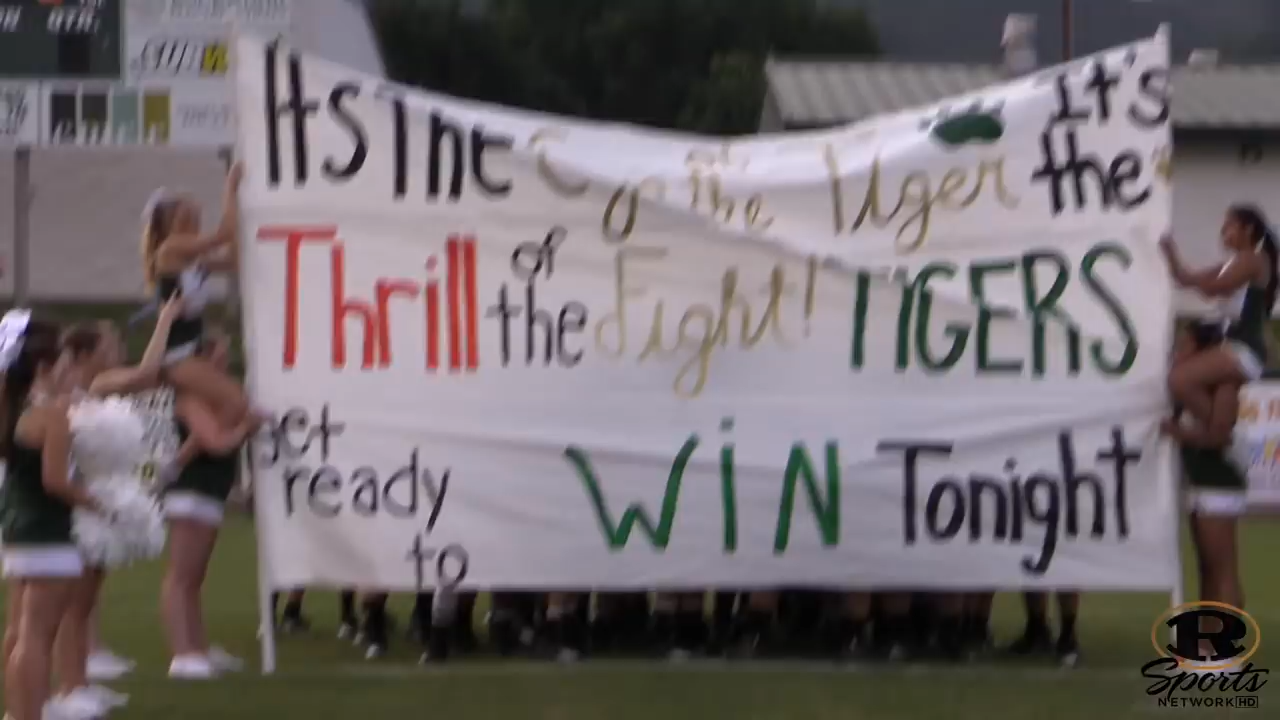 Its The Eye of the Tiger It's the
Thrill of the Fight! TIGERS
get ready to WIN Tonight
R
Sports
NETWORK HD